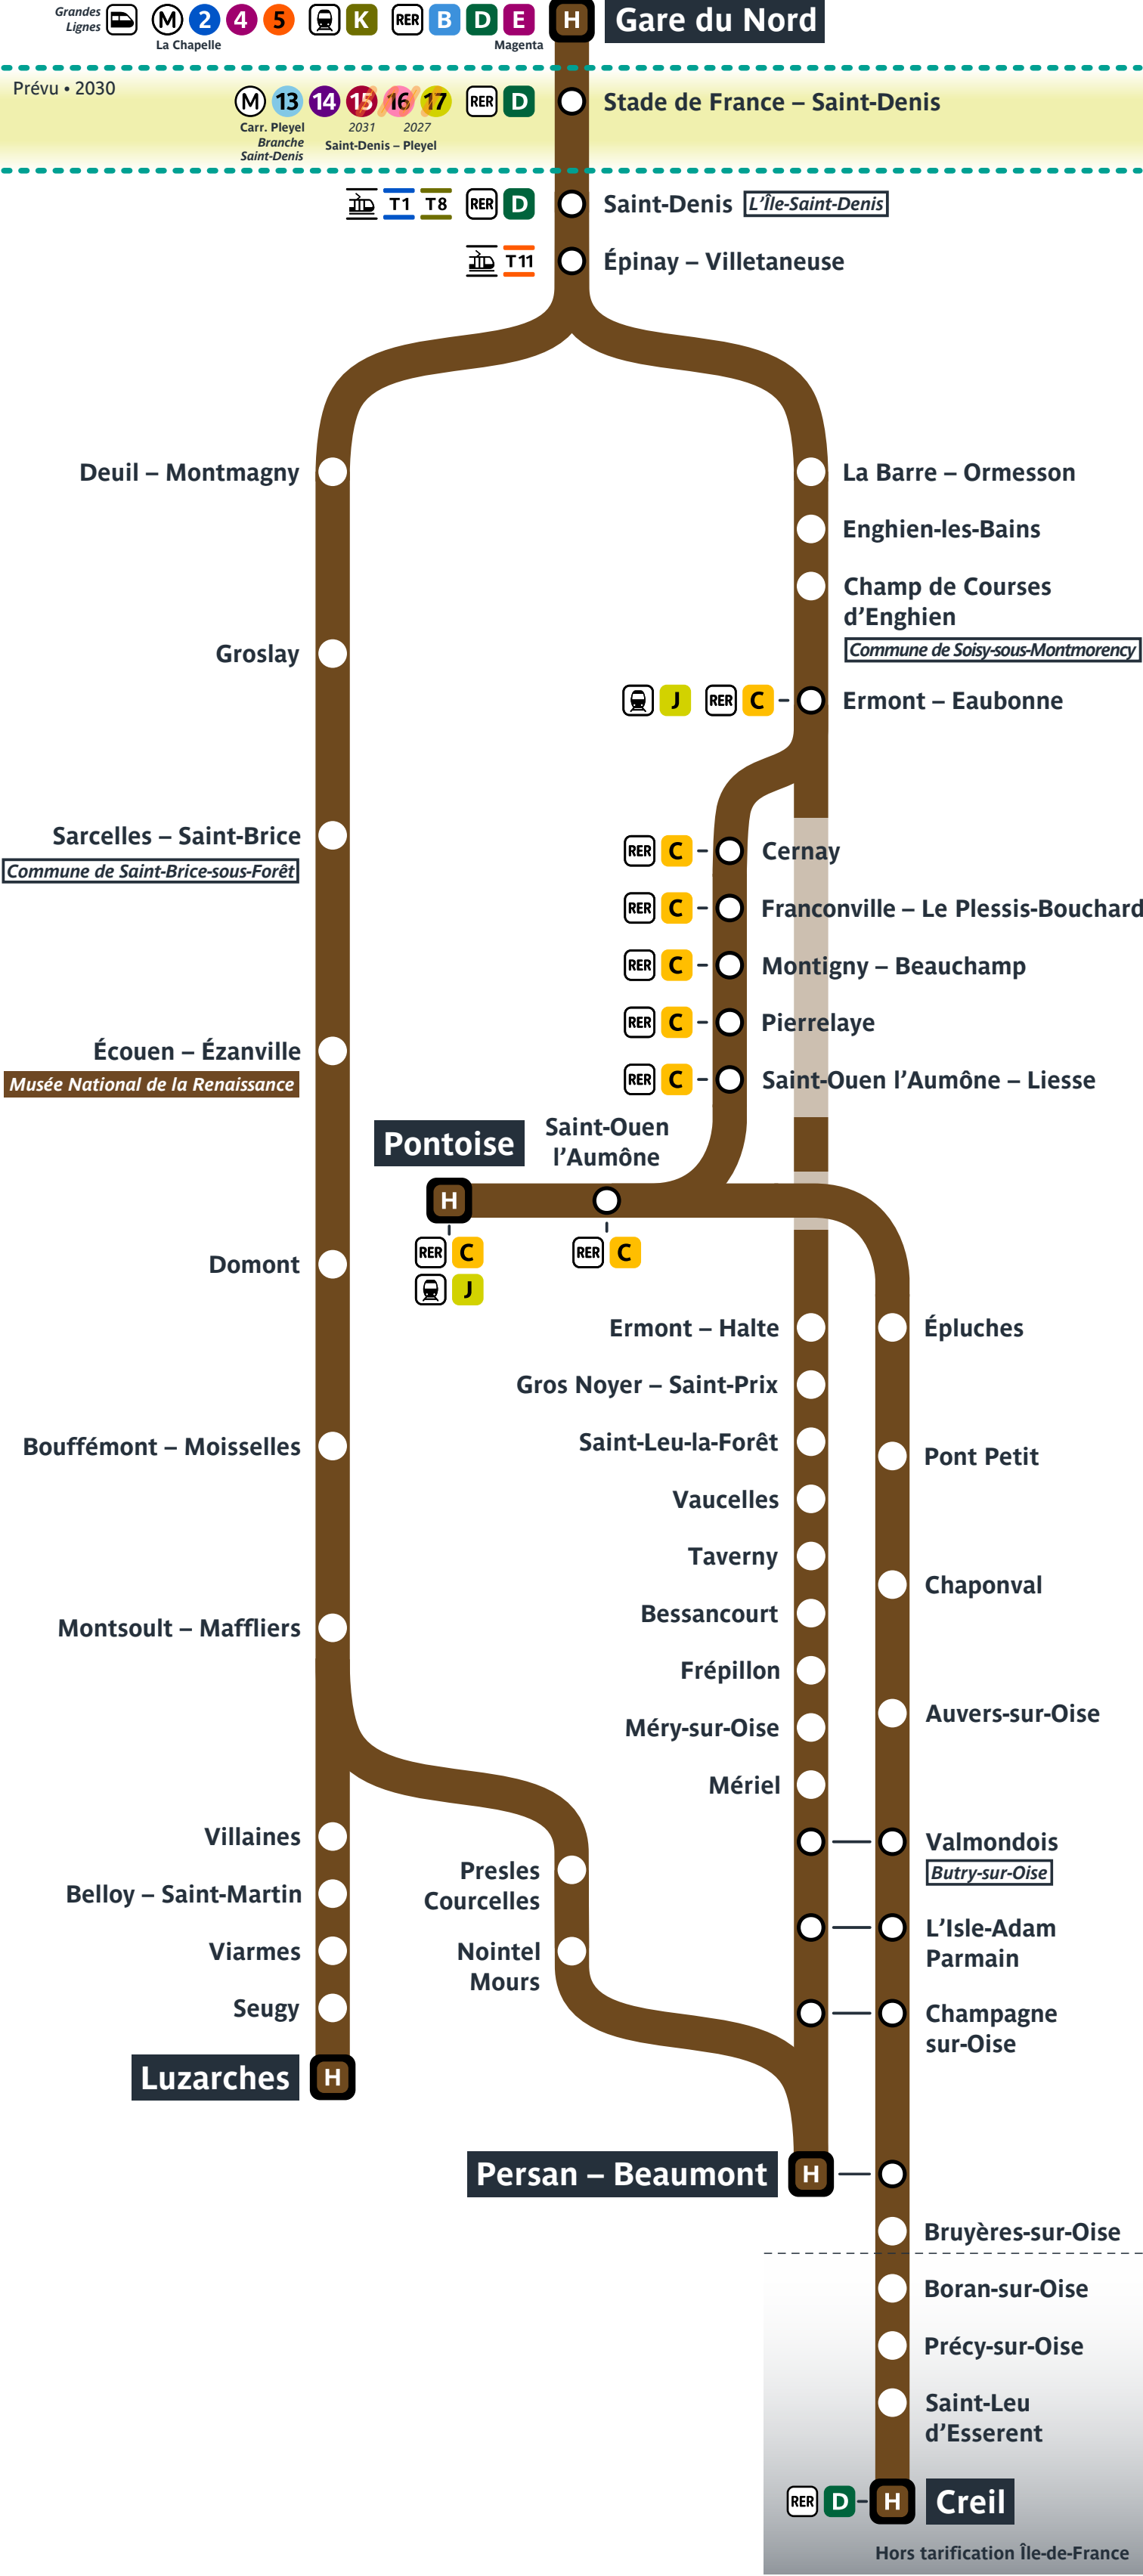 Grandes
Lignes
M 2 4 5 K RER B D E H Gare du Nord
La Chapelle
Magenta
Prévu • 2030
M 13 14 15 16 17 RER D Stade de France – Saint-Denis
Carr. Pleyel
Branche
Saint-Denis
2031 2027
Saint-Denis – Pleyel
T1 T8 RER D Saint-Denis L'Île-Saint-Denis
T11 Épinay – Villetaneuse
Deuil – Montmagny
La Barre – Ormesson
Enghien-les-Bains
Champ de Courses
d'Enghien
Commune de Soisy-sous-Montmorency
Groslay
J RER C Ermont – Eaubonne
Sarcelles – Saint-Brice
Commune de Saint-Brice-sous-Forêt
RER C Cernay
RER C Franconville – Le Plessis-Bouchard
RER C Montigny – Beauchamp
RER C Pierrelaye
Écouen – Ézanville
Musée National de la Renaissance
RER C Saint-Ouen l'Aumône – Liesse
Pontoise
Saint-Ouen
l'Aumône
H
RER C
J
RER C
Domont
Ermont – Halte
Épluches
Gros Noyer – Saint-Prix
Bouffémont – Moisselles
Saint-Leu-la-Forêt
Pont Petit
Vaucelles
Taverny
Chaponval
Montsoult – Maffliers
Bessancourt
Frépillon
Auvers-sur-Oise
Méry-sur-Oise
Mériel
Villaines
Valmondois
Butry-sur-Oise
Presles
Courcelles
Belloy – Saint-Martin
L'Isle-Adam
Parmain
Viarmes
Nointel
Mours
Seugy
Champagne
sur-Oise
Luzarches H
Persan – Beaumont H
Bruyères-sur-Oise
Boran-sur-Oise
Précy-sur-Oise
Saint-Leu
d'Esserent
RER D H Creil
Hors tarification Île-de-France